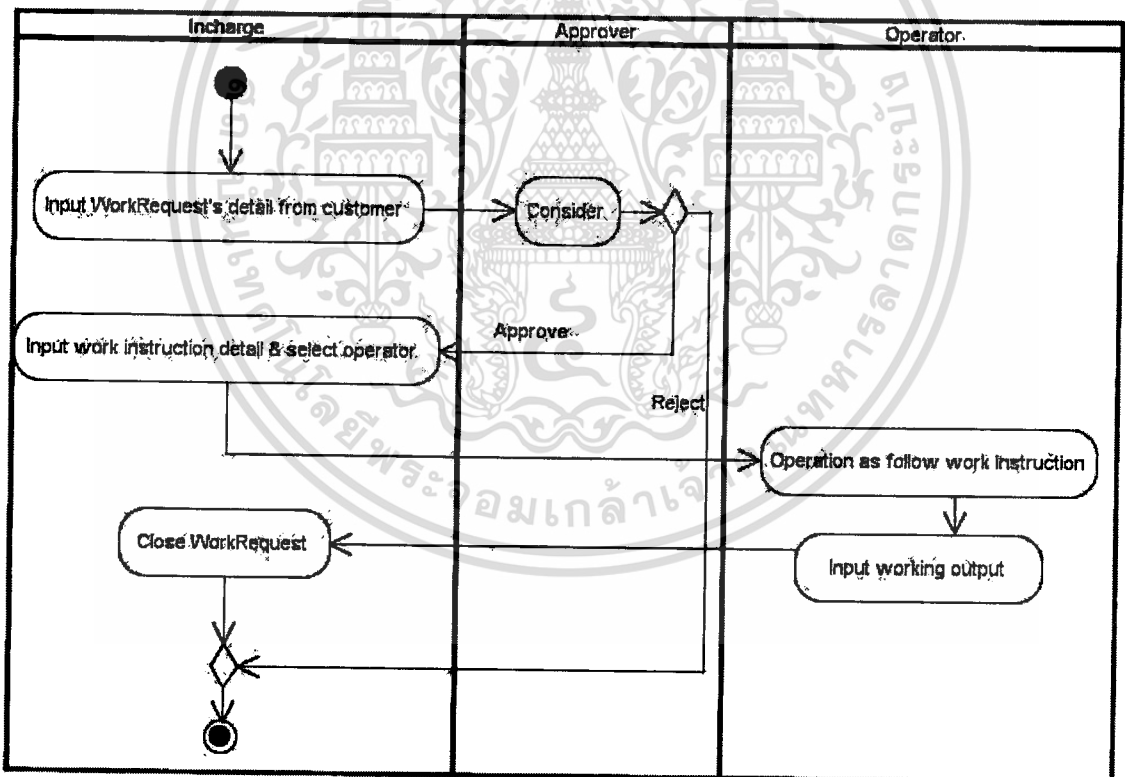 Incharge
Approver
Operator
Input WorkRequest's detail from customer
Consider
Approve
Input work instruction detail & select operator
Reject
Operation as follow work instruction
Close WorkRequest
Input working output